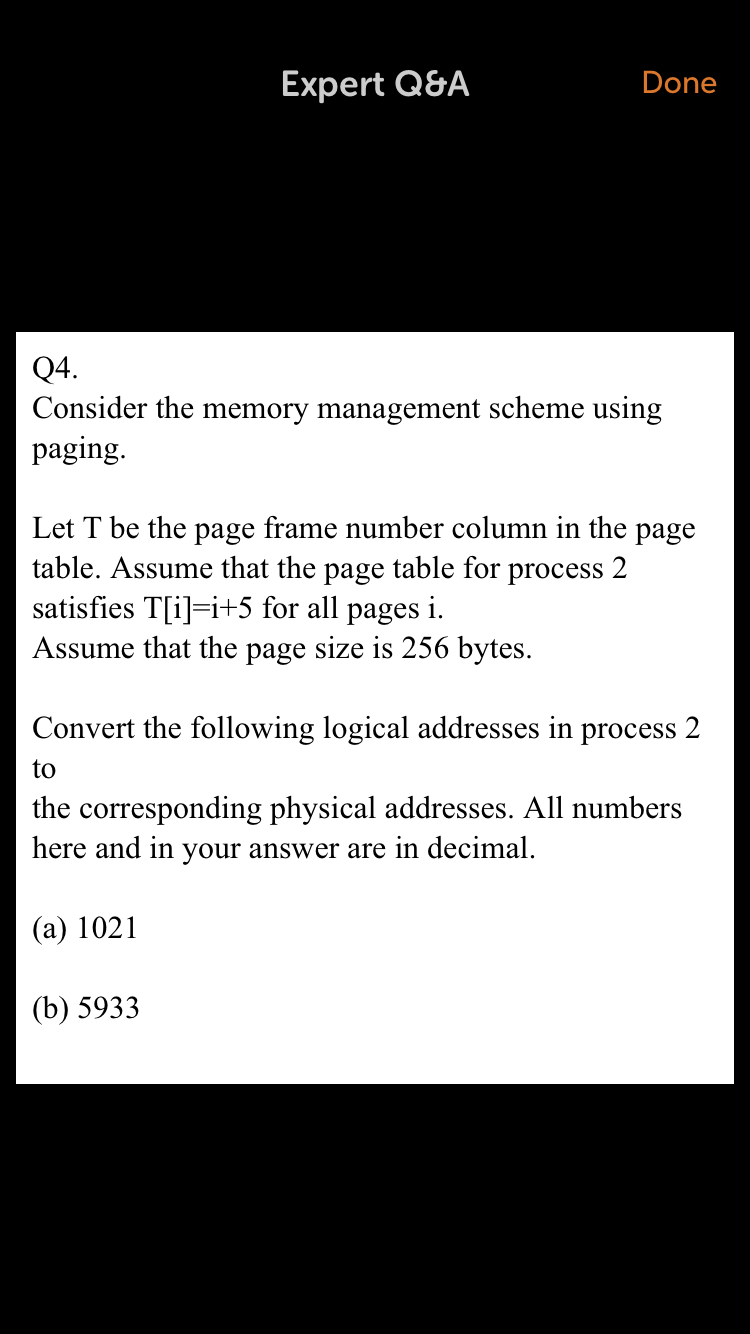 Expert Q&A
Done
Q4.
Consider the memory management scheme using
paging.
Let T be the page frame number column in the page
table. Assume that the page table for process 2
satisfies T[i]=i+5 for all pages i.
Assume that the page size is 256 bytes.
Convert the following logical addresses in process 2
to
the corresponding physical addresses. All numbers
here and in your answer are in decimal.
(a) 1021
(b) 5933